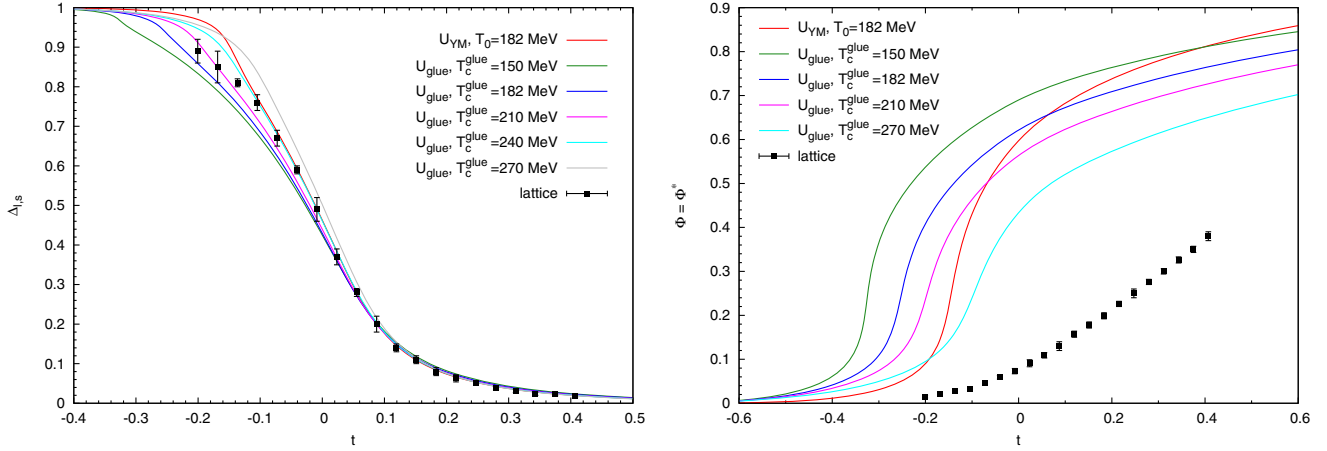 1
0.9
0.8
0.7
0.6
0.5
0.4
0.3
0.2
0.1
0
Δl,s
-0.4 -0.3 -0.2 -0.1 0 0.1 0.2 0.3 0.4 0.5
t
UYM, T0=182 MeV
Uglue, Tcglue=150 MeV
Uglue, Tcglue=182 MeV
Uglue, Tcglue=210 MeV
Uglue, Tcglue=240 MeV
Uglue, Tcglue=270 MeV
lattice
0.9
0.8
0.7
0.6
0.5
0.4
0.3
0.2
0.1
0
Φ = Φ*
-0.6 -0.4 -0.2 0 0.2 0.4 0.6
t
UYM, T0=182 MeV
Uglue, Tcglue=150 MeV
Uglue, Tcglue=182 MeV
Uglue, Tcglue=210 MeV
Uglue, Tcglue=270 MeV
lattice